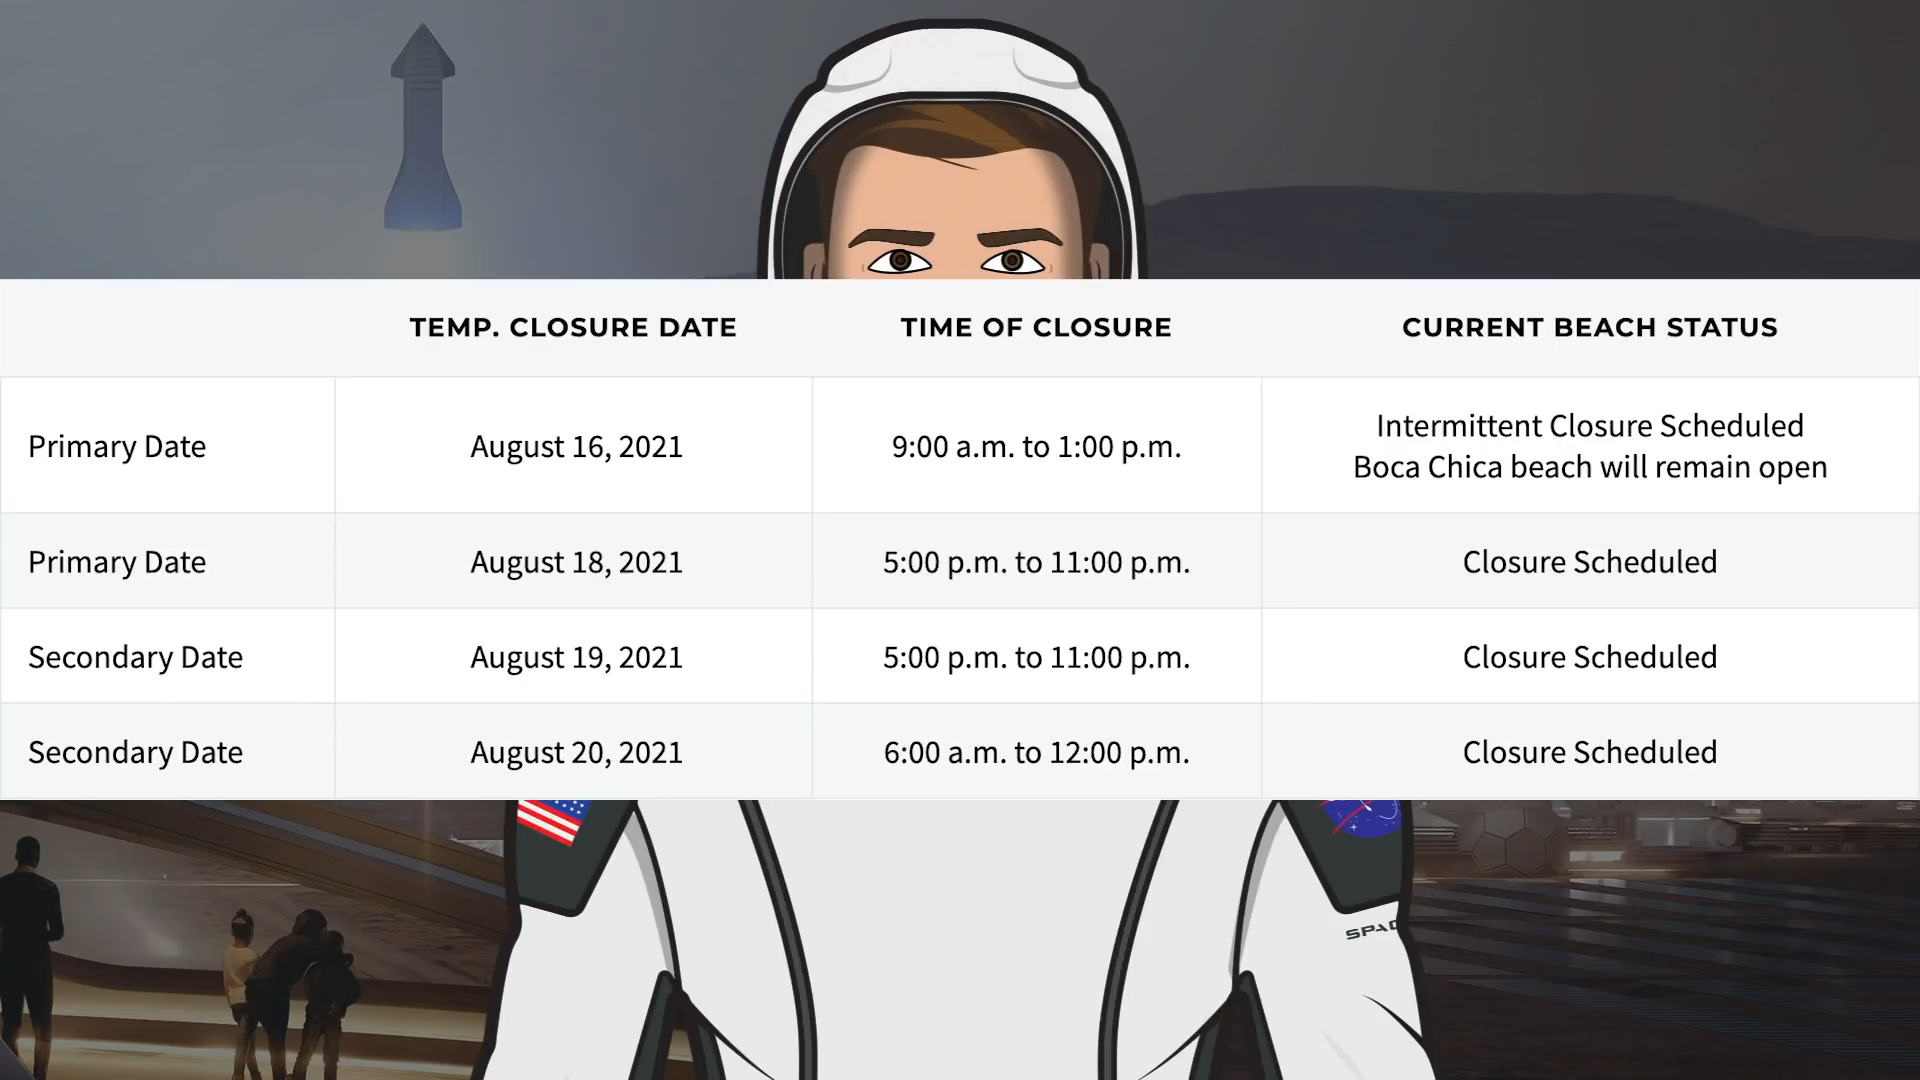 TEMP. CLOSURE DATE TIME OF CLOSURE CURRENT BEACH STATUS
Primary Date August 16, 2021 9:00 a.m. to 1:00 p.m. Intermittent Closure Scheduled
Boca Chica beach will remain open
Primary Date August 18, 2021 5:00 p.m. to 11:00 p.m. Closure Scheduled
Secondary Date August 19, 2021 5:00 p.m. to 11:00 p.m. Closure Scheduled
Secondary Date August 20, 2021 6:00 a.m. to 12:00 p.m. Closure Scheduled
SPAC